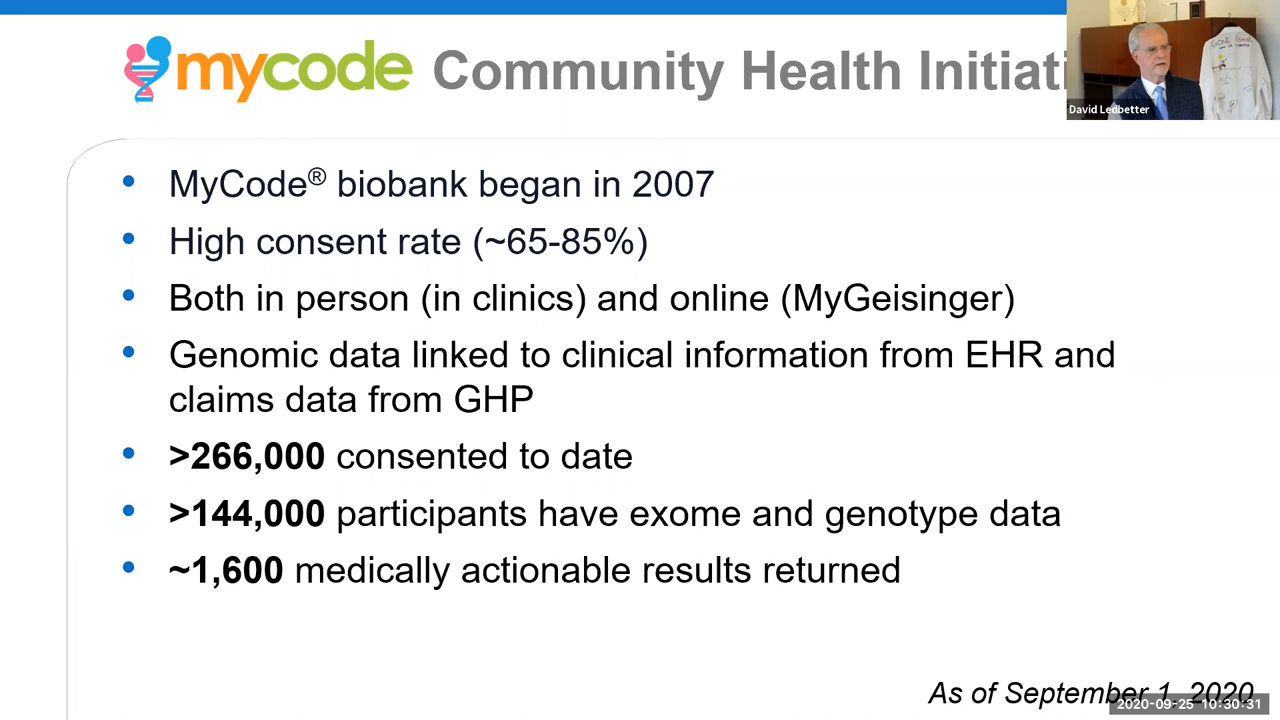 mycode Community Health Initiati
David Ledbetter
• MyCode® biobank began in 2007
• High consent rate (~65-85%)
• Both in person (in clinics) and online (MyGeisinger)
• Genomic data linked to clinical information from EHR and
claims data from GHP
• >266,000 consented to date
• >144,000 participants have exome and genotype data
• ~1,600 medically actionable results returned
As of September 1, 2020
2020-09-25 10:30:31